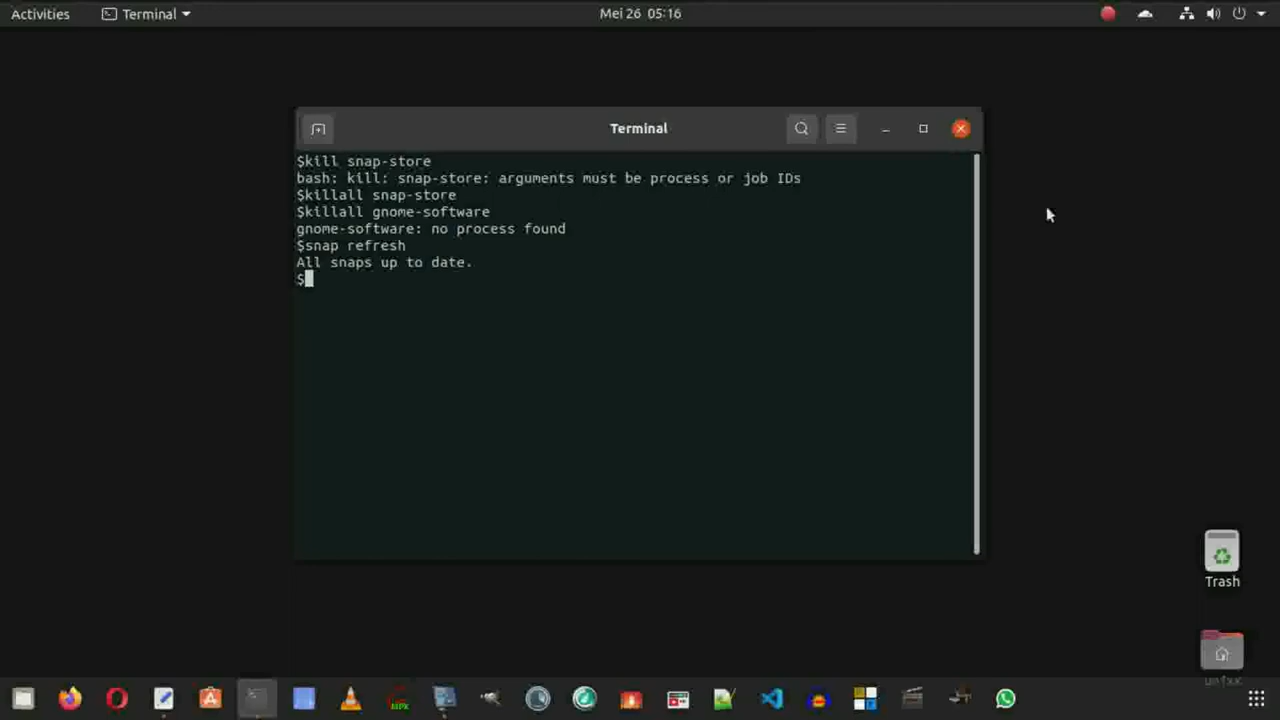 Activities
Terminal
Mei 26 05:16
Terminal
$kill snap-store
bash: kill: snap-store: arguments must be process or job IDs
$killall snap-store
$killall gnome-software
gnome-software: no process found
$snap refresh
All snaps up to date.
$
Trash
MPX